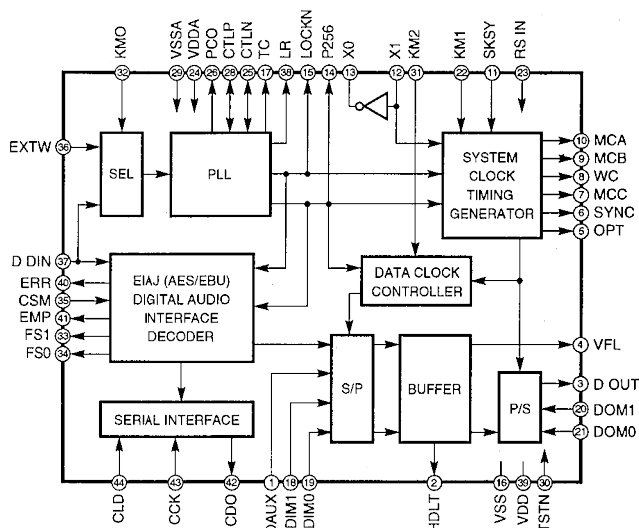 KMO VSSA VDDA PCO CTLP CTLN TC LR LOCKN P256 X0 X1 KM2 KM1 SKSY RS IN
32 29 24 26 28 25 17 38 15 14 13 12 31 22 11 23
EXTW 36
SEL
PLL
SYSTEM
CLOCK
TIMING
GENERATOR
10 MCA
9 MCB
8 WC
7 MCC
6 SYNC
5 OPT
D DIN 37
ERR 40
CSM 35
EMP 41
FS1 33
FS0 34
EIAJ (AES/EBU)
DIGITAL AUDIO
INTERFACE
DECODER
DATA CLOCK
CONTROLLER
S/P
BUFFER
P/S
4 VFL
3 D OUT
20 DOM1
21 DOM0
SERIAL INTERFACE
44 43 42 1 18 19 2 16 39 30
CLD CCK CDO DAUX DIM1 DIM0 HDLT VSS VDD TSTN